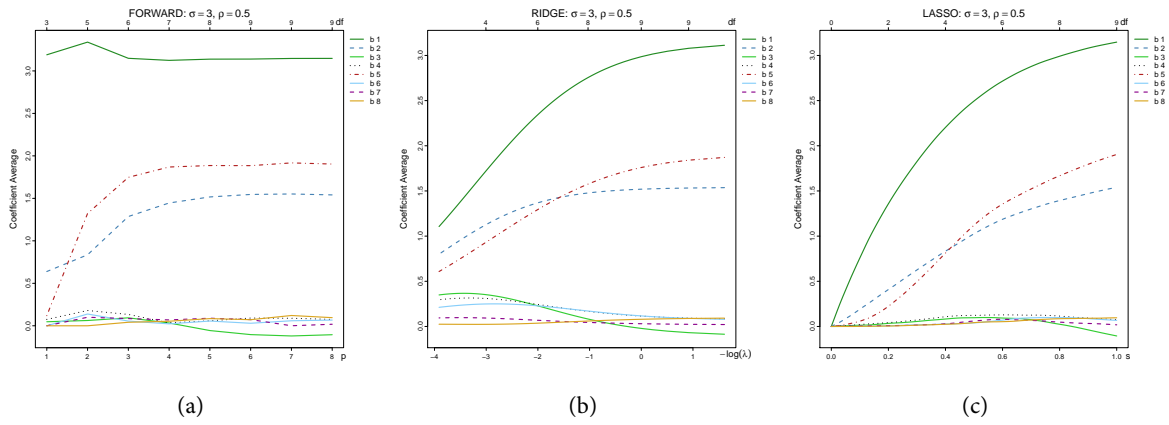 FORWARD: σ = 3, ρ = 0.5
3 5 6 7 8 9 9 9 df
Coefficient Average
0.0 0.5 1.0 1.5 2.0 2.5 3.0
b 1
b 2
b 3
b 4
b 5
b 6
b 7
b 8
1 2 3 4 5 6 7 8 p
(a)
RIDGE: σ = 3, ρ = 0.5
4 6 8 9 9 df
Coefficient Average
0.0 0.5 1.0 1.5 2.0 2.5 3.0
b 1
b 2
b 3
b 4
b 5
b 6
b 7
b 8
−4 −3 −2 −1 0 1 −log(λ)
(b)
LASSO: σ = 3, ρ = 0.5
0 4 6 8 9 9 df
Coefficient Average
0.0 0.5 1.0 1.5 2.0 2.5 3.0
b 1
b 2
b 3
b 4
b 5
b 6
b 7
b 8
0.0 0.2 0.4 0.6 0.8 1.0 s
(c)